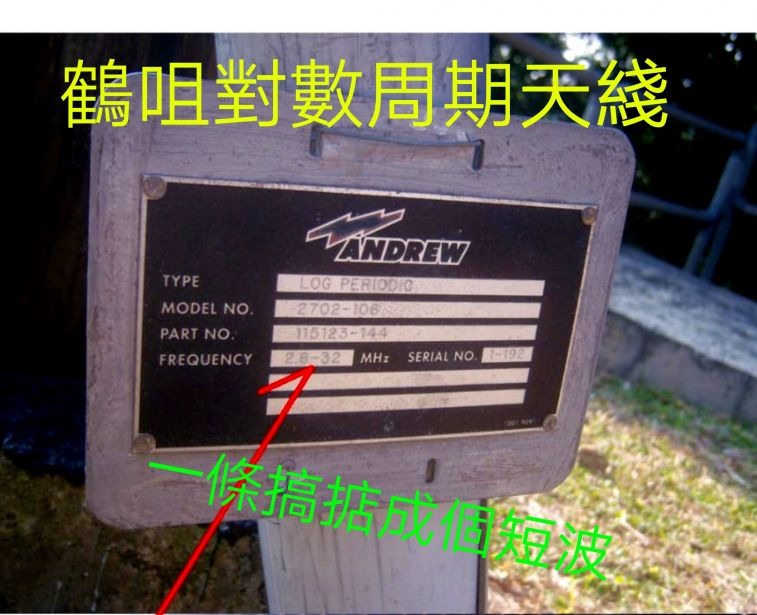 鶴咀對數周期天綫
ANDREW
TYPE LOG PERIODIC
MODEL NO. 2702-106
PART NO. 115123-144
FREQUENCY 2.8-32 MHz SERIAL NO. 1-192
一條搞掂成個短波